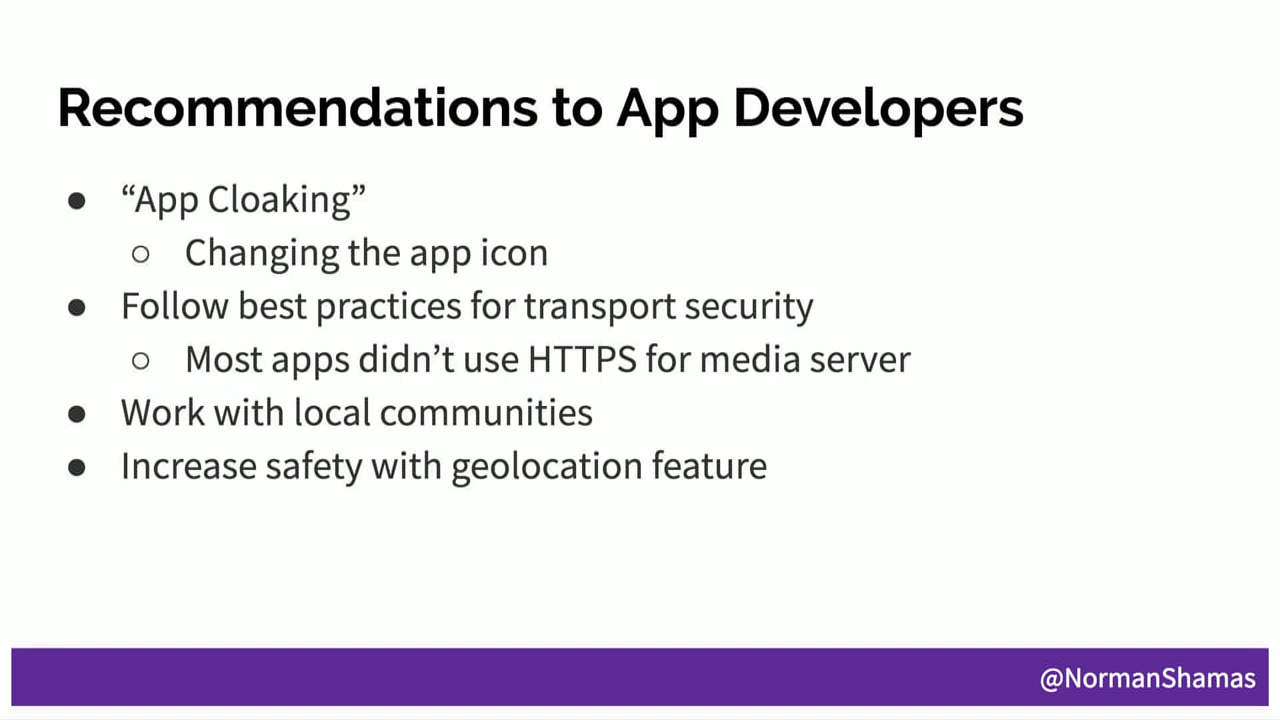 Recommendations to App Developers
● “App Cloaking”
○ Changing the app icon
● Follow best practices for transport security
○ Most apps didn’t use HTTPS for media server
● Work with local communities
● Increase safety with geolocation feature
@NormanShamas